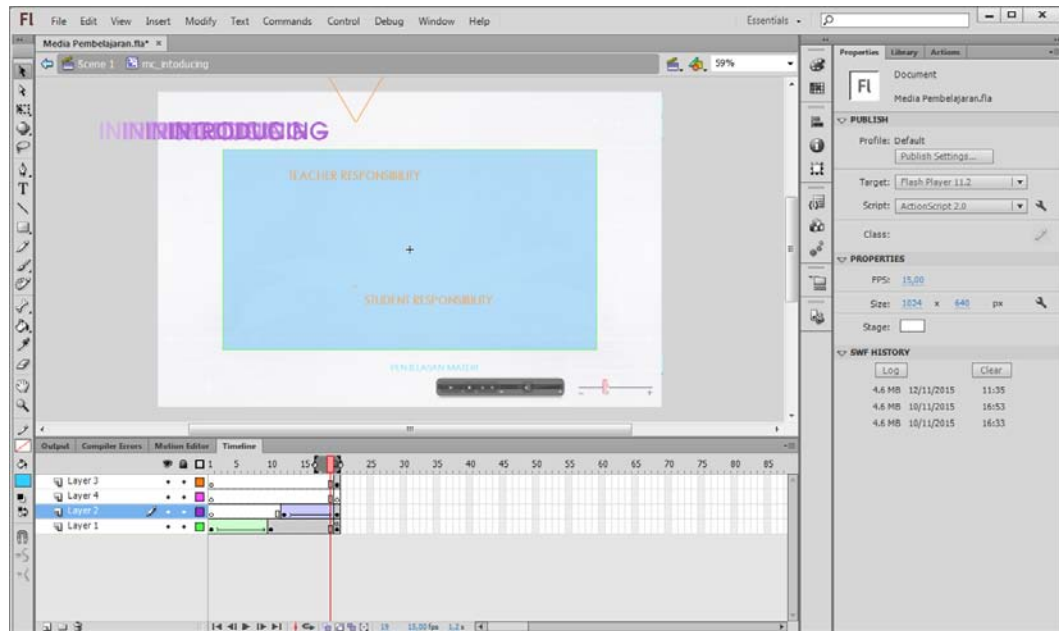 Fl File Edit View Insert Modify Text Commands Control Debug Window Help Essentials
Media Pembelajaran.fla* ×
Scene 1 mc_intoducing 59%
INTRODUCING
TEACHER RESPONSIBILITY
STUDENT RESPONSIBILITY
PENJELASAN MATERI
Properties Library Actions
Fl
Document
Media Pembelajaran.fla
PUBLISH
Profile: Default
Publish Settings...
Target: Flash Player 11.2
Script: ActionScript 2.0
Class:
PROPERTIES
FPS: 15,00
Size: 1034 x 640 px
Stage:
SWF HISTORY
Log Clear
4.6 MB 12/11/2015 11:35
4.6 MB 10/11/2015 16:53
4.6 MB 10/11/2015 16:33
Output Compiler Errors Motion Editor Timeline
1 5 10 15 25 30 35 40 45 50 55 60 65 70 75 80 85
Layer 3
Layer 4
Layer 2
Layer 1
19 15,00 fps 1,2 s